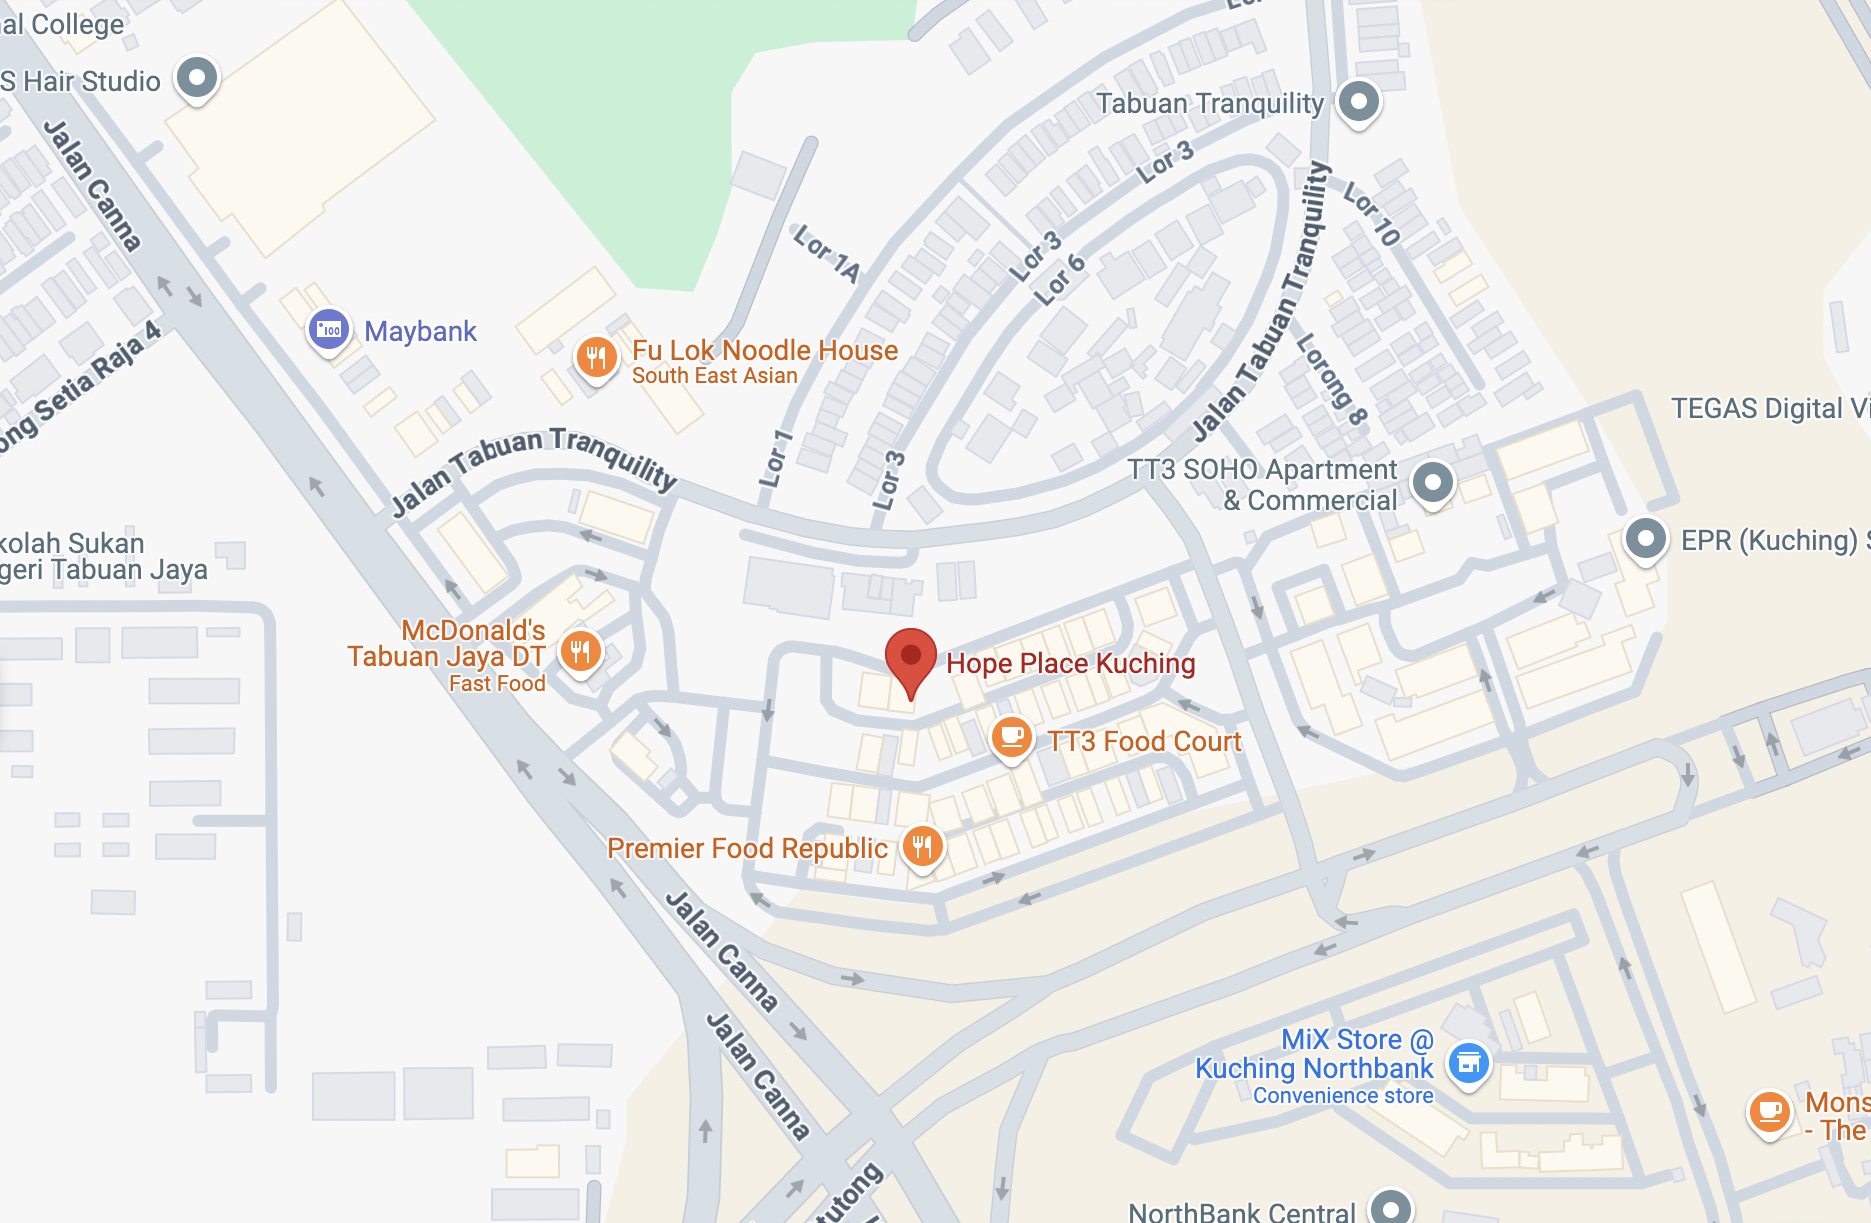 al College
S Hair Studio
Jalan Canna
Tabuan Tranquility
Lor 3
Lor 10
Jalan Tabuan Tranquility
Lor 1A
Lor 3
Lor 6
Maybank
Fu Lok Noodle House
South East Asian
ong Setia Raja 4
Lorong 8
TEGAS Digital Vi
Jalan Tabuan Tranquility
Lor 1
Lor 3
TT3 SOHO Apartment
& Commercial
kolah Sukan
geri Tabuan Jaya
EPR (Kuching) S
McDonald's
Tabuan Jaya DT
Fast Food
Hope Place Kuching
TT3 Food Court
Premier Food Republic
Jalan Canna
Jalan Canna
MiX Store @
Kuching Northbank
Convenience store
Mons
- The
tutong
NorthBank Central